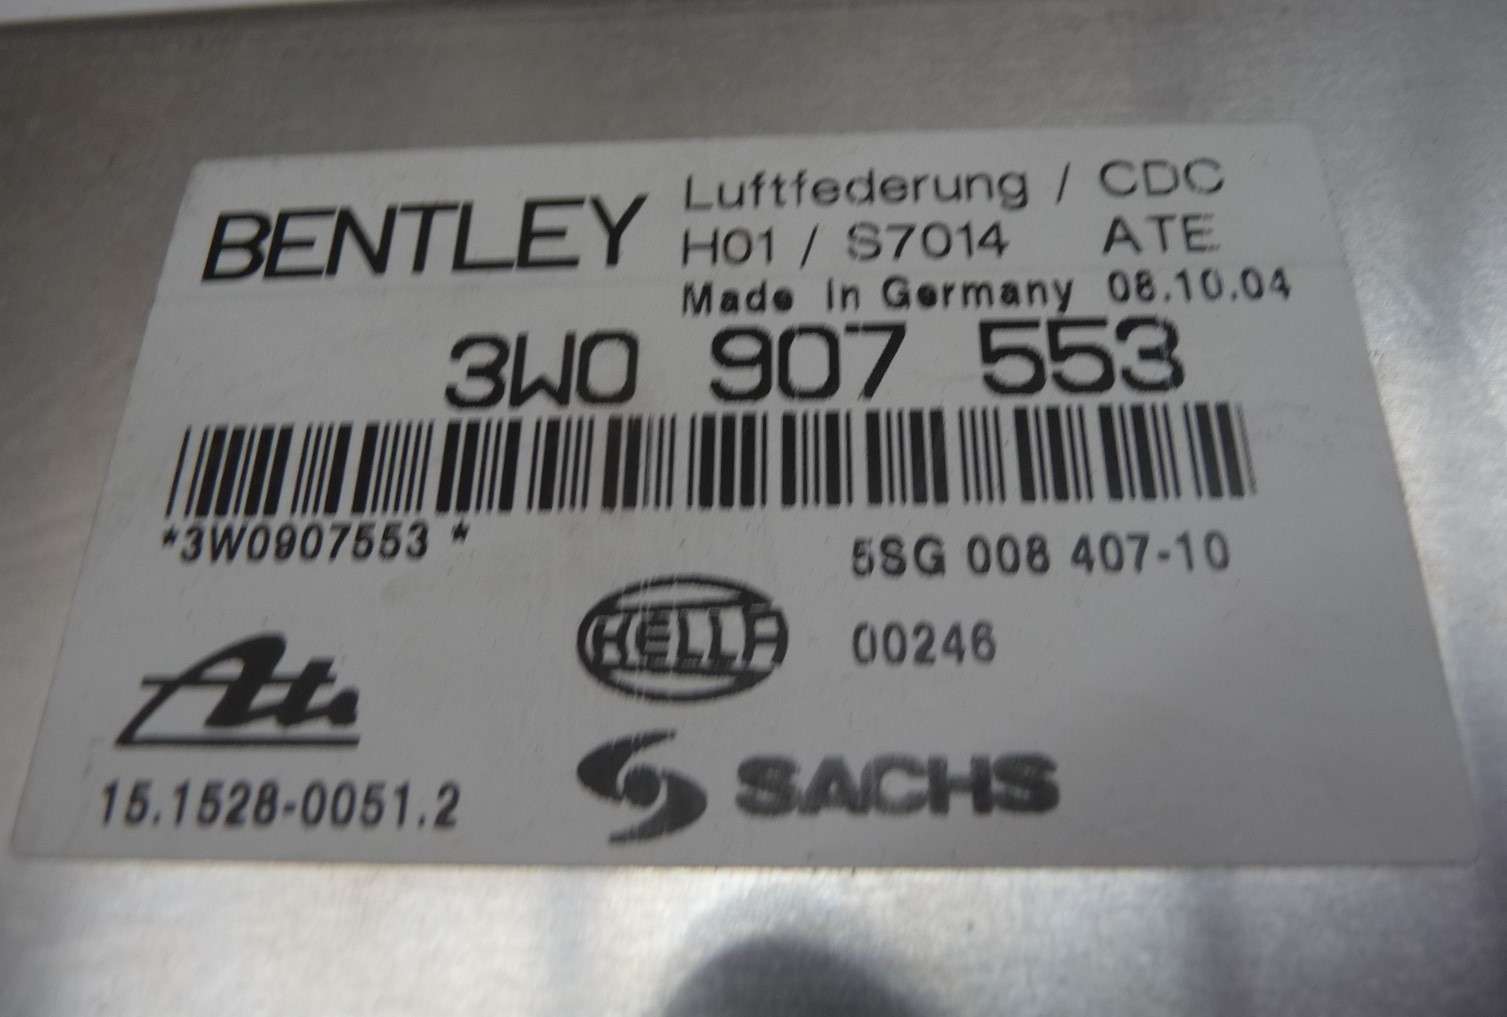 BENTLEY
Luftfederung / CDC
H01 / S7014 ATE
Made in Germany 08.10.04
3W0 907 553
*3W0907553 *
5SG 008 407-10
HELLA
00246
Ate
SACHS
15.1528-0051.2